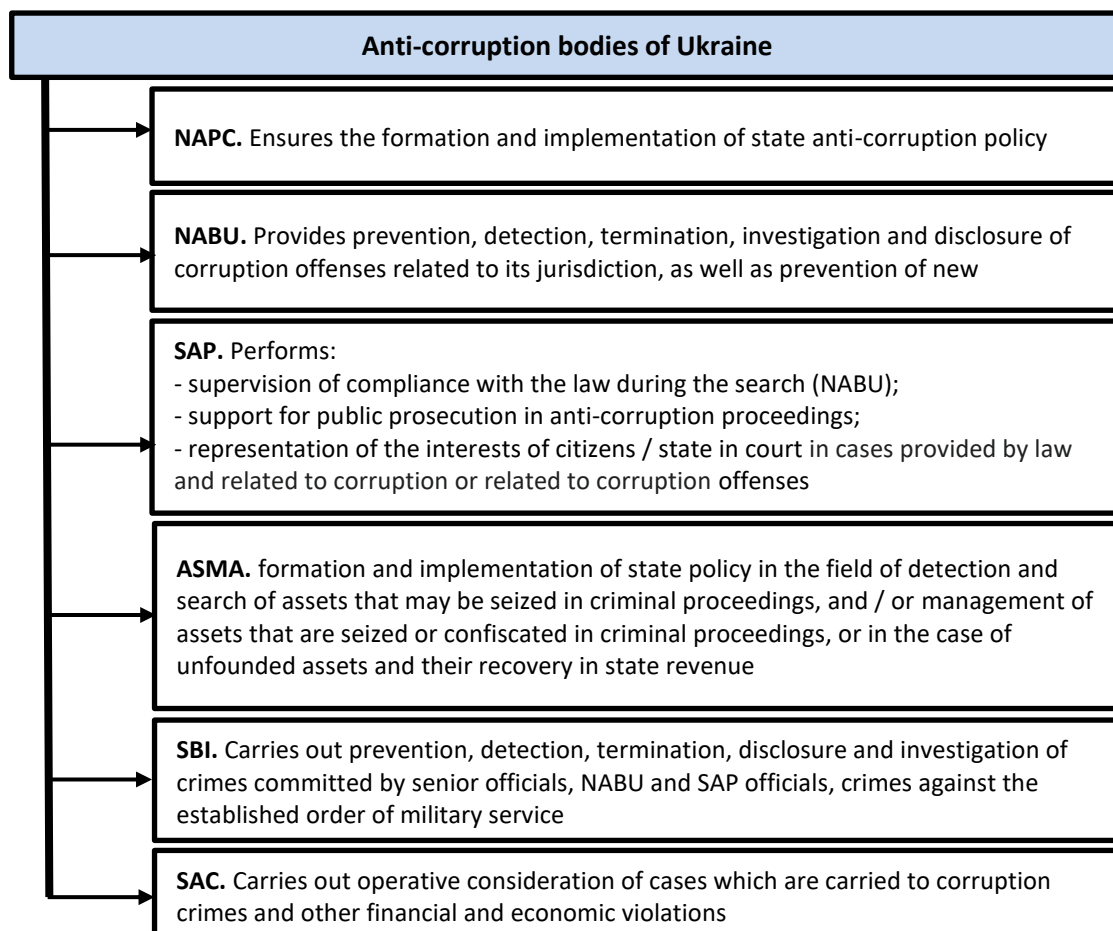 Anti-corruption bodies of Ukraine
NAPC. Ensures the formation and implementation of state anti-corruption policy
NABU. Provides prevention, detection, termination, investigation and disclosure of
corruption offenses related to its jurisdiction, as well as prevention of new
SAP. Performs:
- supervision of compliance with the law during the search (NABU);
- support for public prosecution in anti-corruption proceedings;
- representation of the interests of citizens / state in court in cases provided by law
and related to corruption or related to corruption offenses
ASMA. formation and implementation of state policy in the field of detection and
search of assets that may be seized in criminal proceedings, and / or management of
assets that are seized or confiscated in criminal proceedings, or in the case of
unfounded assets and their recovery in state revenue
SBI. Carries out prevention, detection, termination, disclosure and investigation of
crimes committed by senior officials, NABU and SAP officials, crimes against the
established order of military service
SAC. Carries out operative consideration of cases which are carried to corruption
crimes and other financial and economic violations